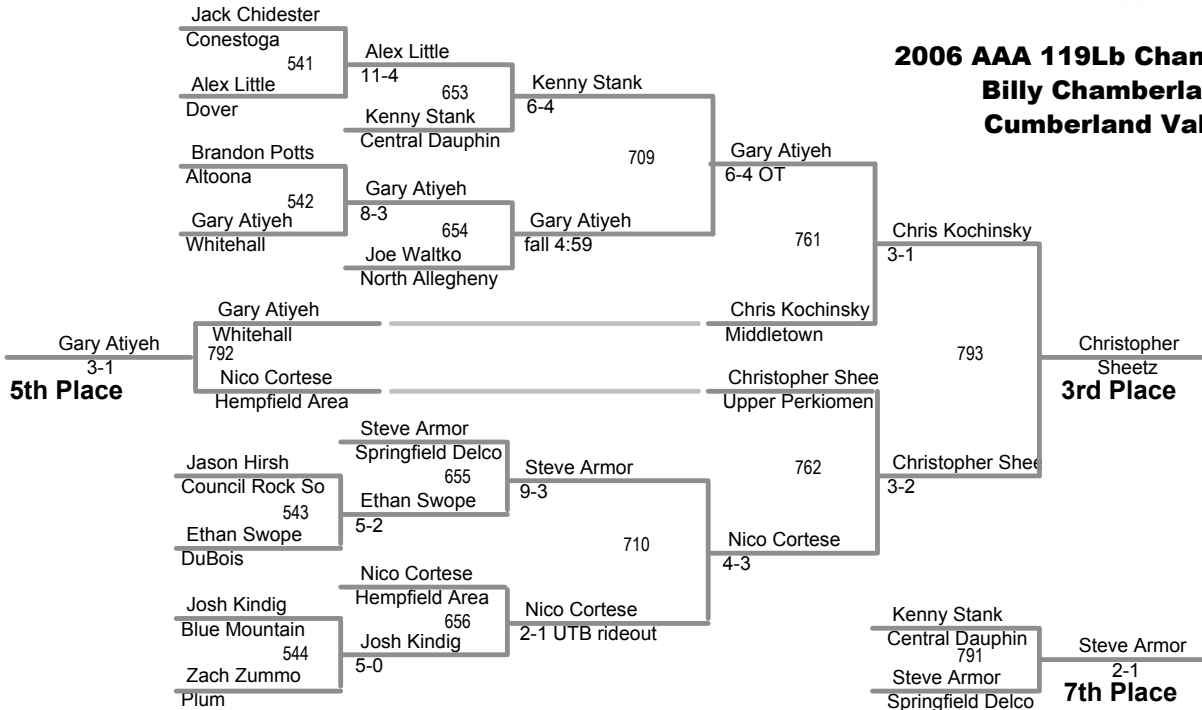 Jack Chidester
Conestoga
541
Alex Little
Dover
Alex Little
11-4
653
Kenny Stank
Central Dauphin
Kenny Stank
6-4
2006 AAA 119Lb Cham
Billy Chamberla
Cumberland Val
Brandon Potts
Altoona
542
Gary Atiyeh
Whitehall
Gary Atiyeh
8-3
654
Joe Waltko
North Allegheny
Gary Atiyeh
fall 4:59
709
Gary Atiyeh
6-4 OT
761
Chris Kochinsky
3-1
Gary Atiyeh
Whitehall
Chris Kochinsky
Middletown
Gary Atiyeh
3-1
5th Place
792
793
Christopher
Sheetz
3rd Place
Nico Cortese
Hempfield Area
Christopher Shee
Upper Perkiomen
762
Christopher Shee
3-2
Steve Armor
Springfield Delco
655
Steve Armor
9-3
Jason Hirsh
Council Rock So
543
Ethan Swope
5-2
Ethan Swope
DuBois
710
Nico Cortese
4-3
Nico Cortese
Hempfield Area
656
Nico Cortese
2-1 UTB rideout
Josh Kindig
Blue Mountain
544
Josh Kindig
5-0
Zach Zummo
Plum
Kenny Stank
Central Dauphin
791
Steve Armor
Springfield Delco
Steve Armor
2-1
7th Place